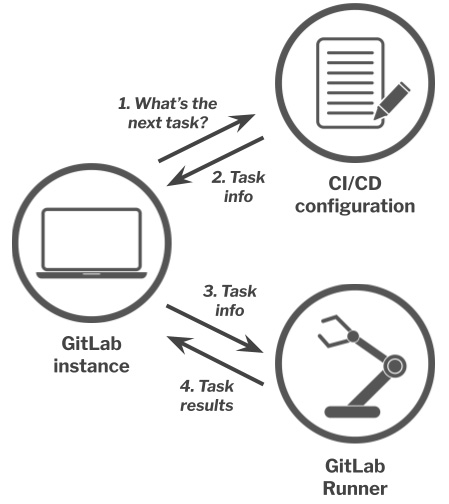 1. What's the
next task?
2. Task
info
CI/CD
configuration
GitLab
instance
3. Task
info
4. Task
results
GitLab
Runner